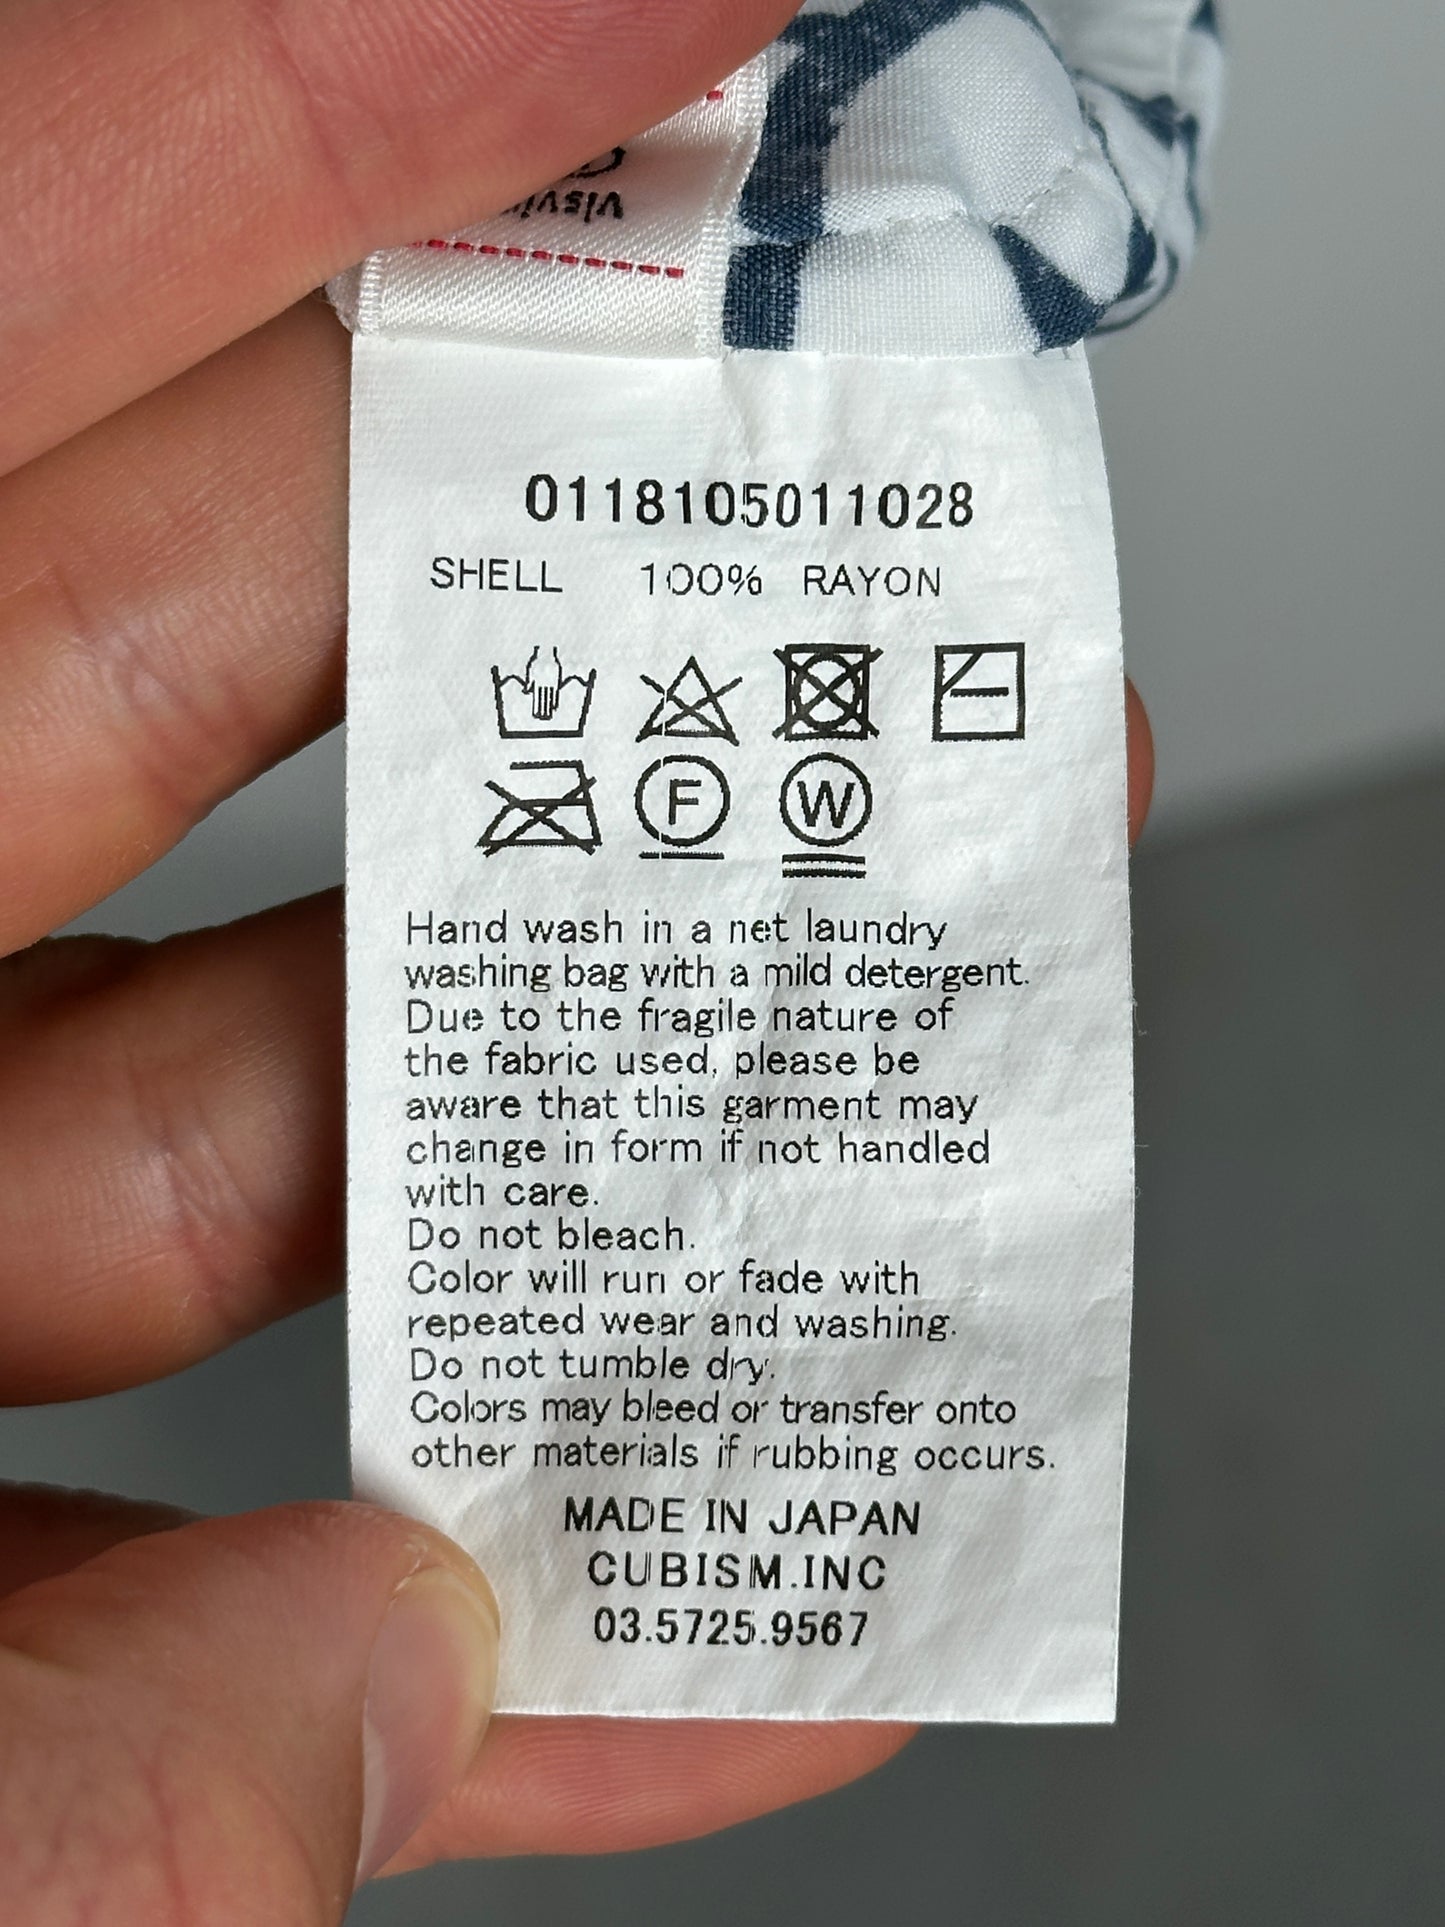 0118105011028
SHELL 100% RAYON
F W
Hand wash in a net laundry
washing bag with a mild detergent.
Due to the fragile nature of
the fabric used, please be
aware that this garment may
change in form if not handled
with care.
Do not bleach.
Color will run or fade with
repeated wear and washing.
Do not tumble dry.
Colors may bleed or transfer onto
other materials if rubbing occurs.
MADE IN JAPAN
CUBISM.INC
03.5725.9567